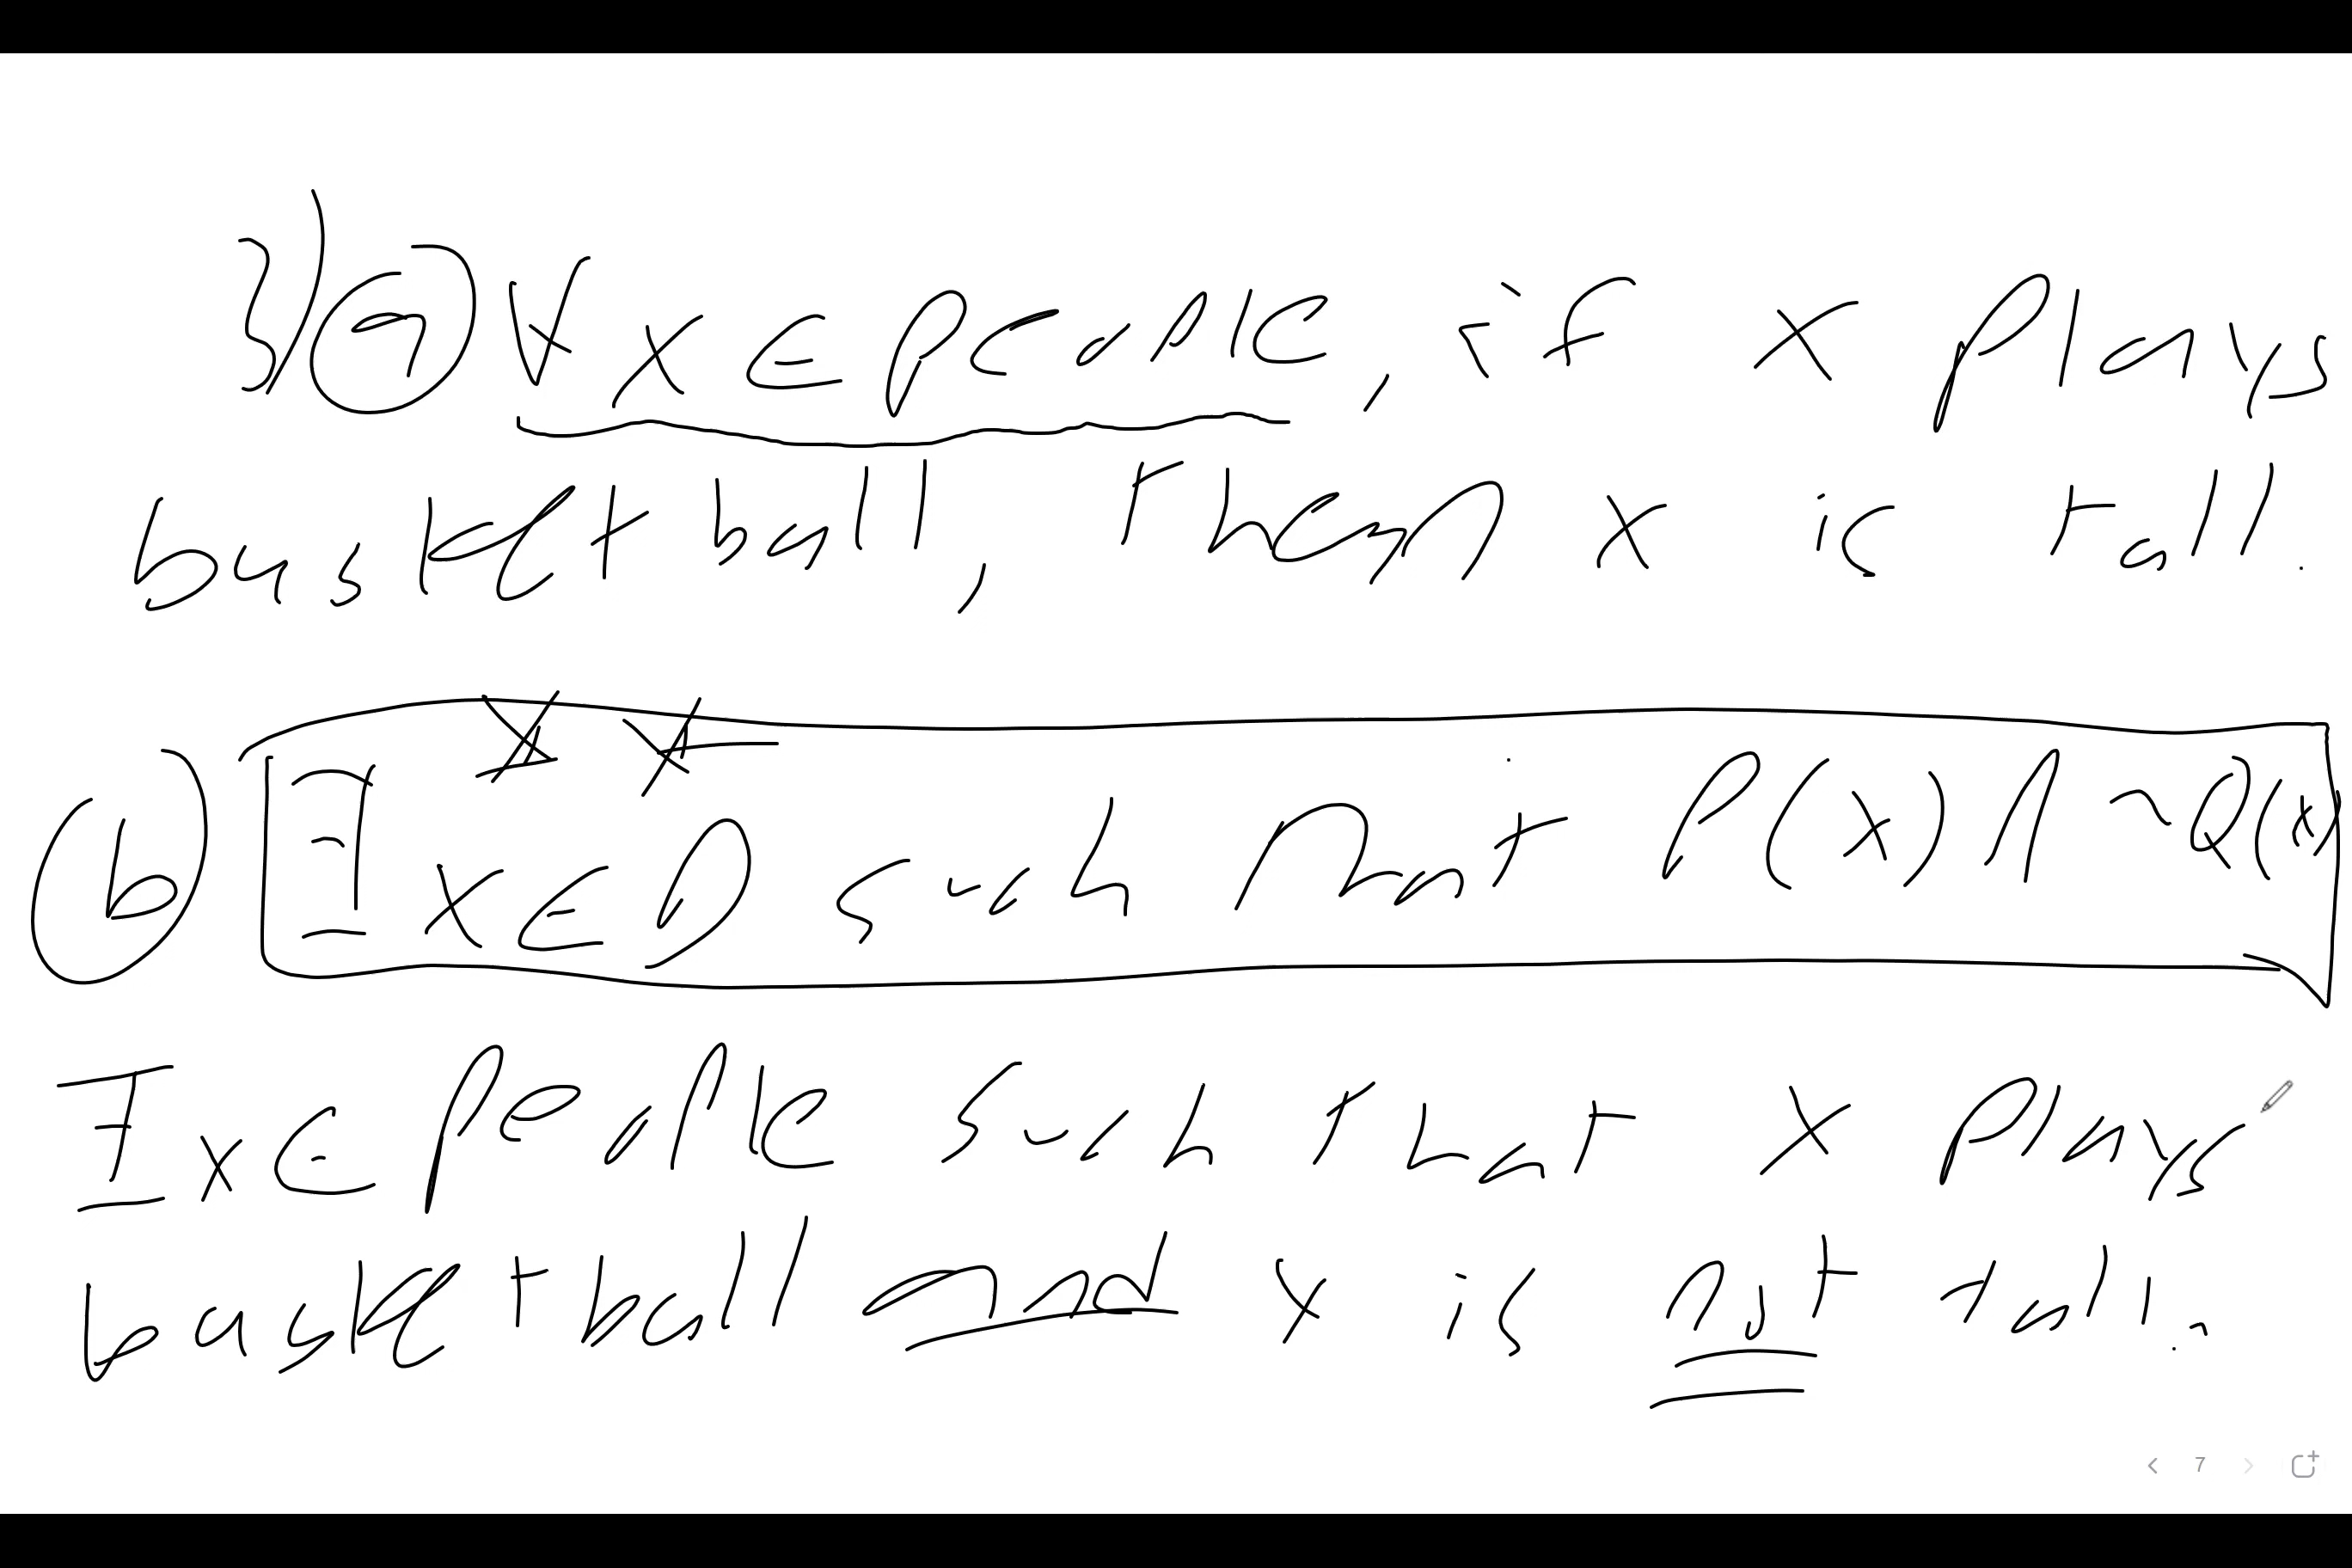 3) (a) ∀ x ∈ people, if x plays
basketball, then x is tall.
(b) ∃ x ∈ D such that P(x) ∧ ~Q(x)
∃ x ∈ people such that x plays
basketball and x is not tall.
7